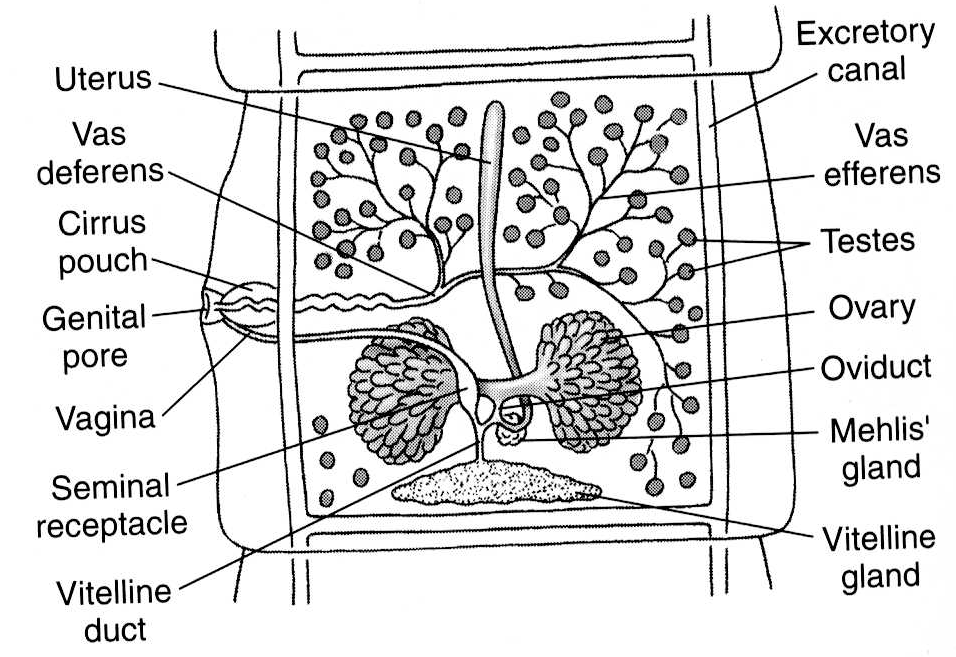 Uterus
Vas
deferens
Cirrus
pouch
Genital
pore
Vagina
Seminal
receptacle
Vitelline
duct
Excretory
canal
Vas
efferens
Testes
Ovary
Oviduct
Mehlis'
gland
Vitelline
gland